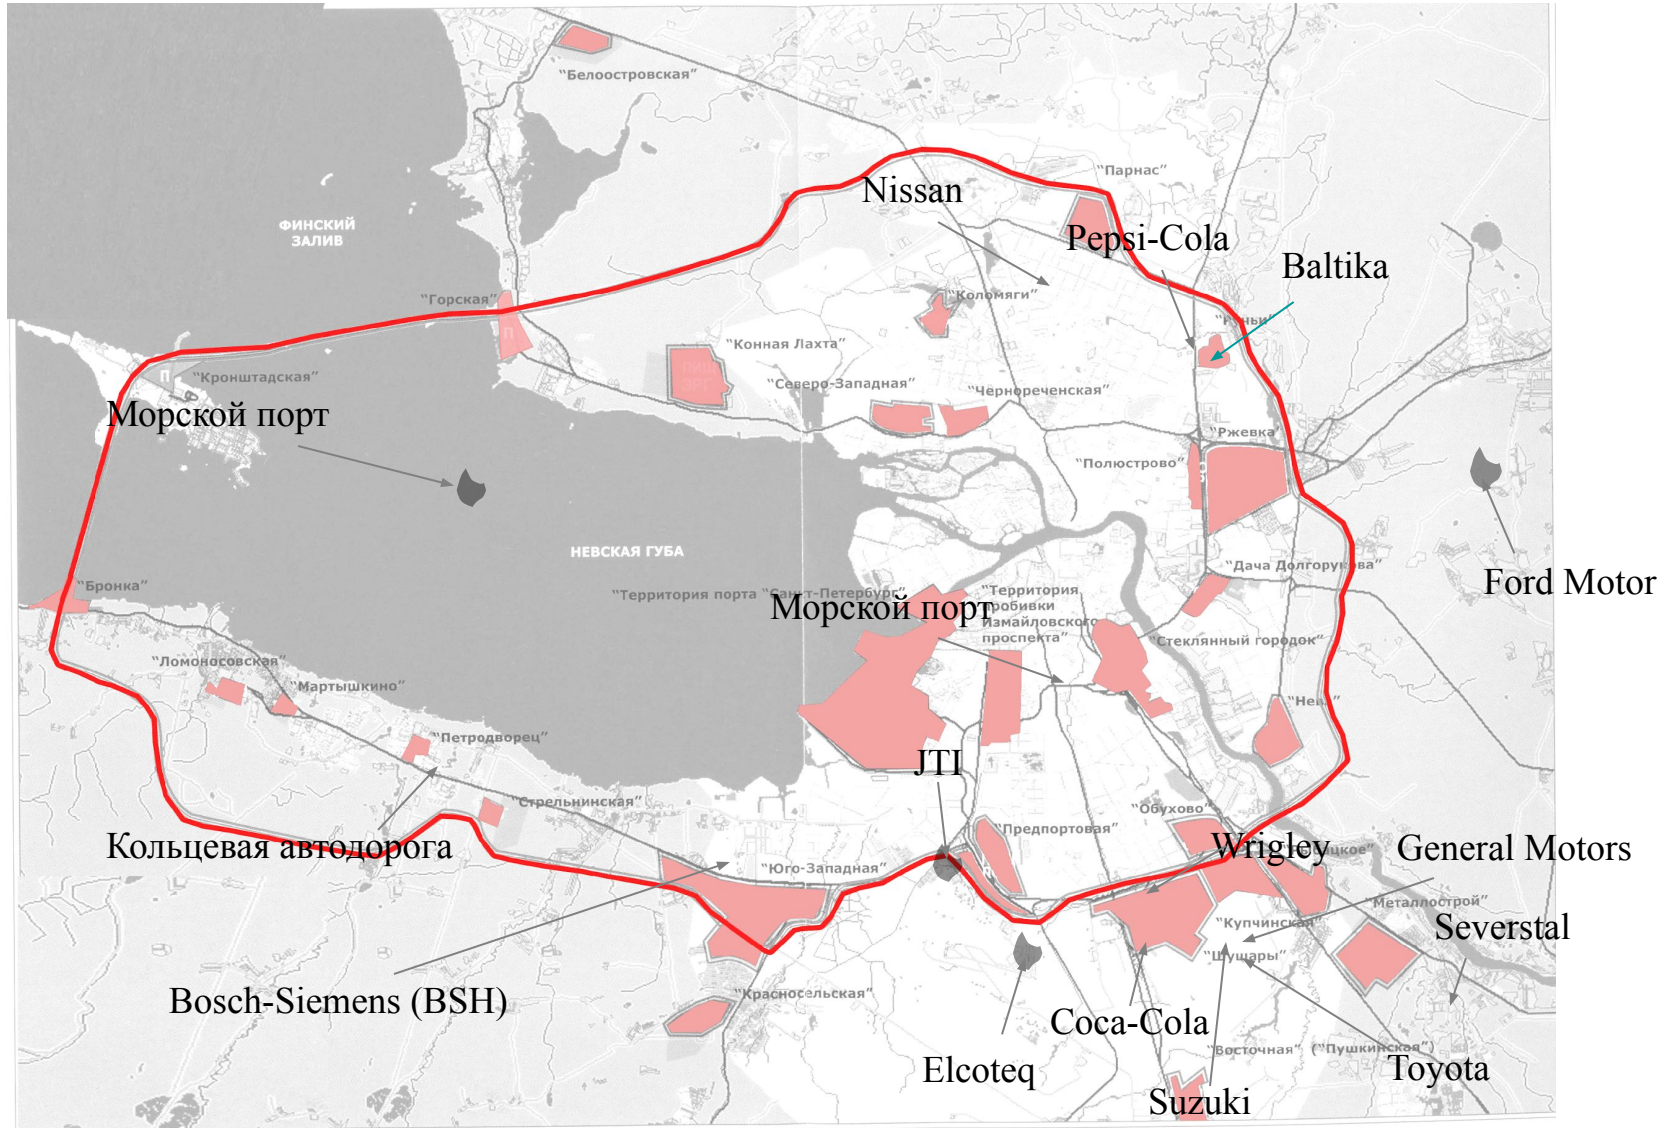 “Белоостровская”
“Парнас”
Nissan
ФИНСКИЙ
ЗАЛИВ
Pepsi-Cola
Baltika
“Горская”
“Коломяги”
“Конная Лахта”
“Кронштадская”
П
П
“Северо-Западная”
“Чернореченская”
Морской порт
“Ржевка”
“Полюстрово”
НЕВСКАЯ ГУБА
“Дача Долгорукова”
Ford Motor
“Бронка”
“Территория порта “Санкт-Петербург”
“Территория
пробивки
Измайловского
проспекта”
Морской порт
“Стеклянный городок”
“Ломоносовская”
“Мартышкино”
“Петродворец”
JTI
“Стрельнинская”
“Обухово”
“Предпортовая”
Кольцевая автодорога
Wrigley
General Motors
“Юго-Западная”
“Металлострой”
“Купчинская”
Severstal
“Шушары”
Bosch-Siemens (BSH)
“Красносельская”
Coca-Cola
“Восточная” (“Пушкинская”)
Elcoteq
Toyota
Suzuki